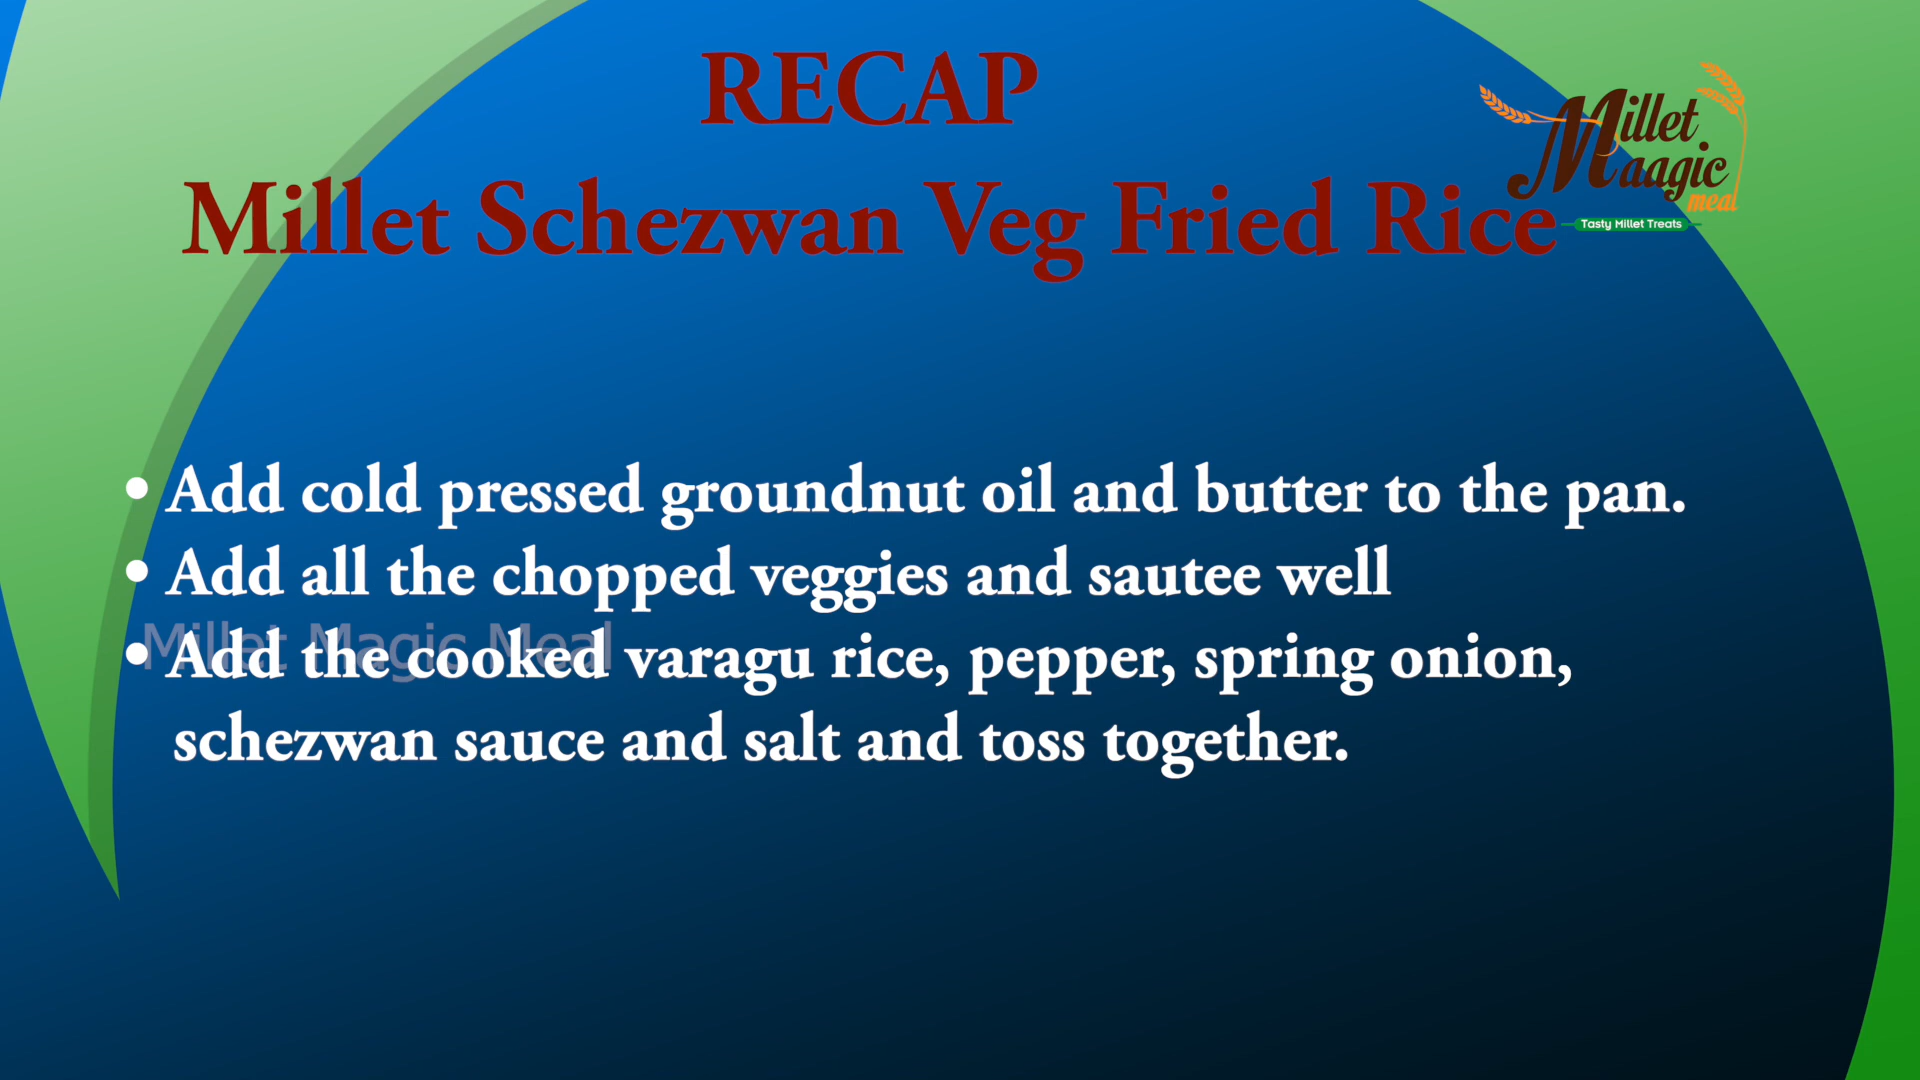 RECAP
Millet Schezwan Veg Fried Rice
Millet
Maagic
meal
Tasty Millet Treats
• Add cold pressed groundnut oil and butter to the pan.
• Add all the chopped veggies and sautee well
Millet Magic Meal
• Add the cooked varagu rice, pepper, spring onion,
schezwan sauce and salt and toss together.